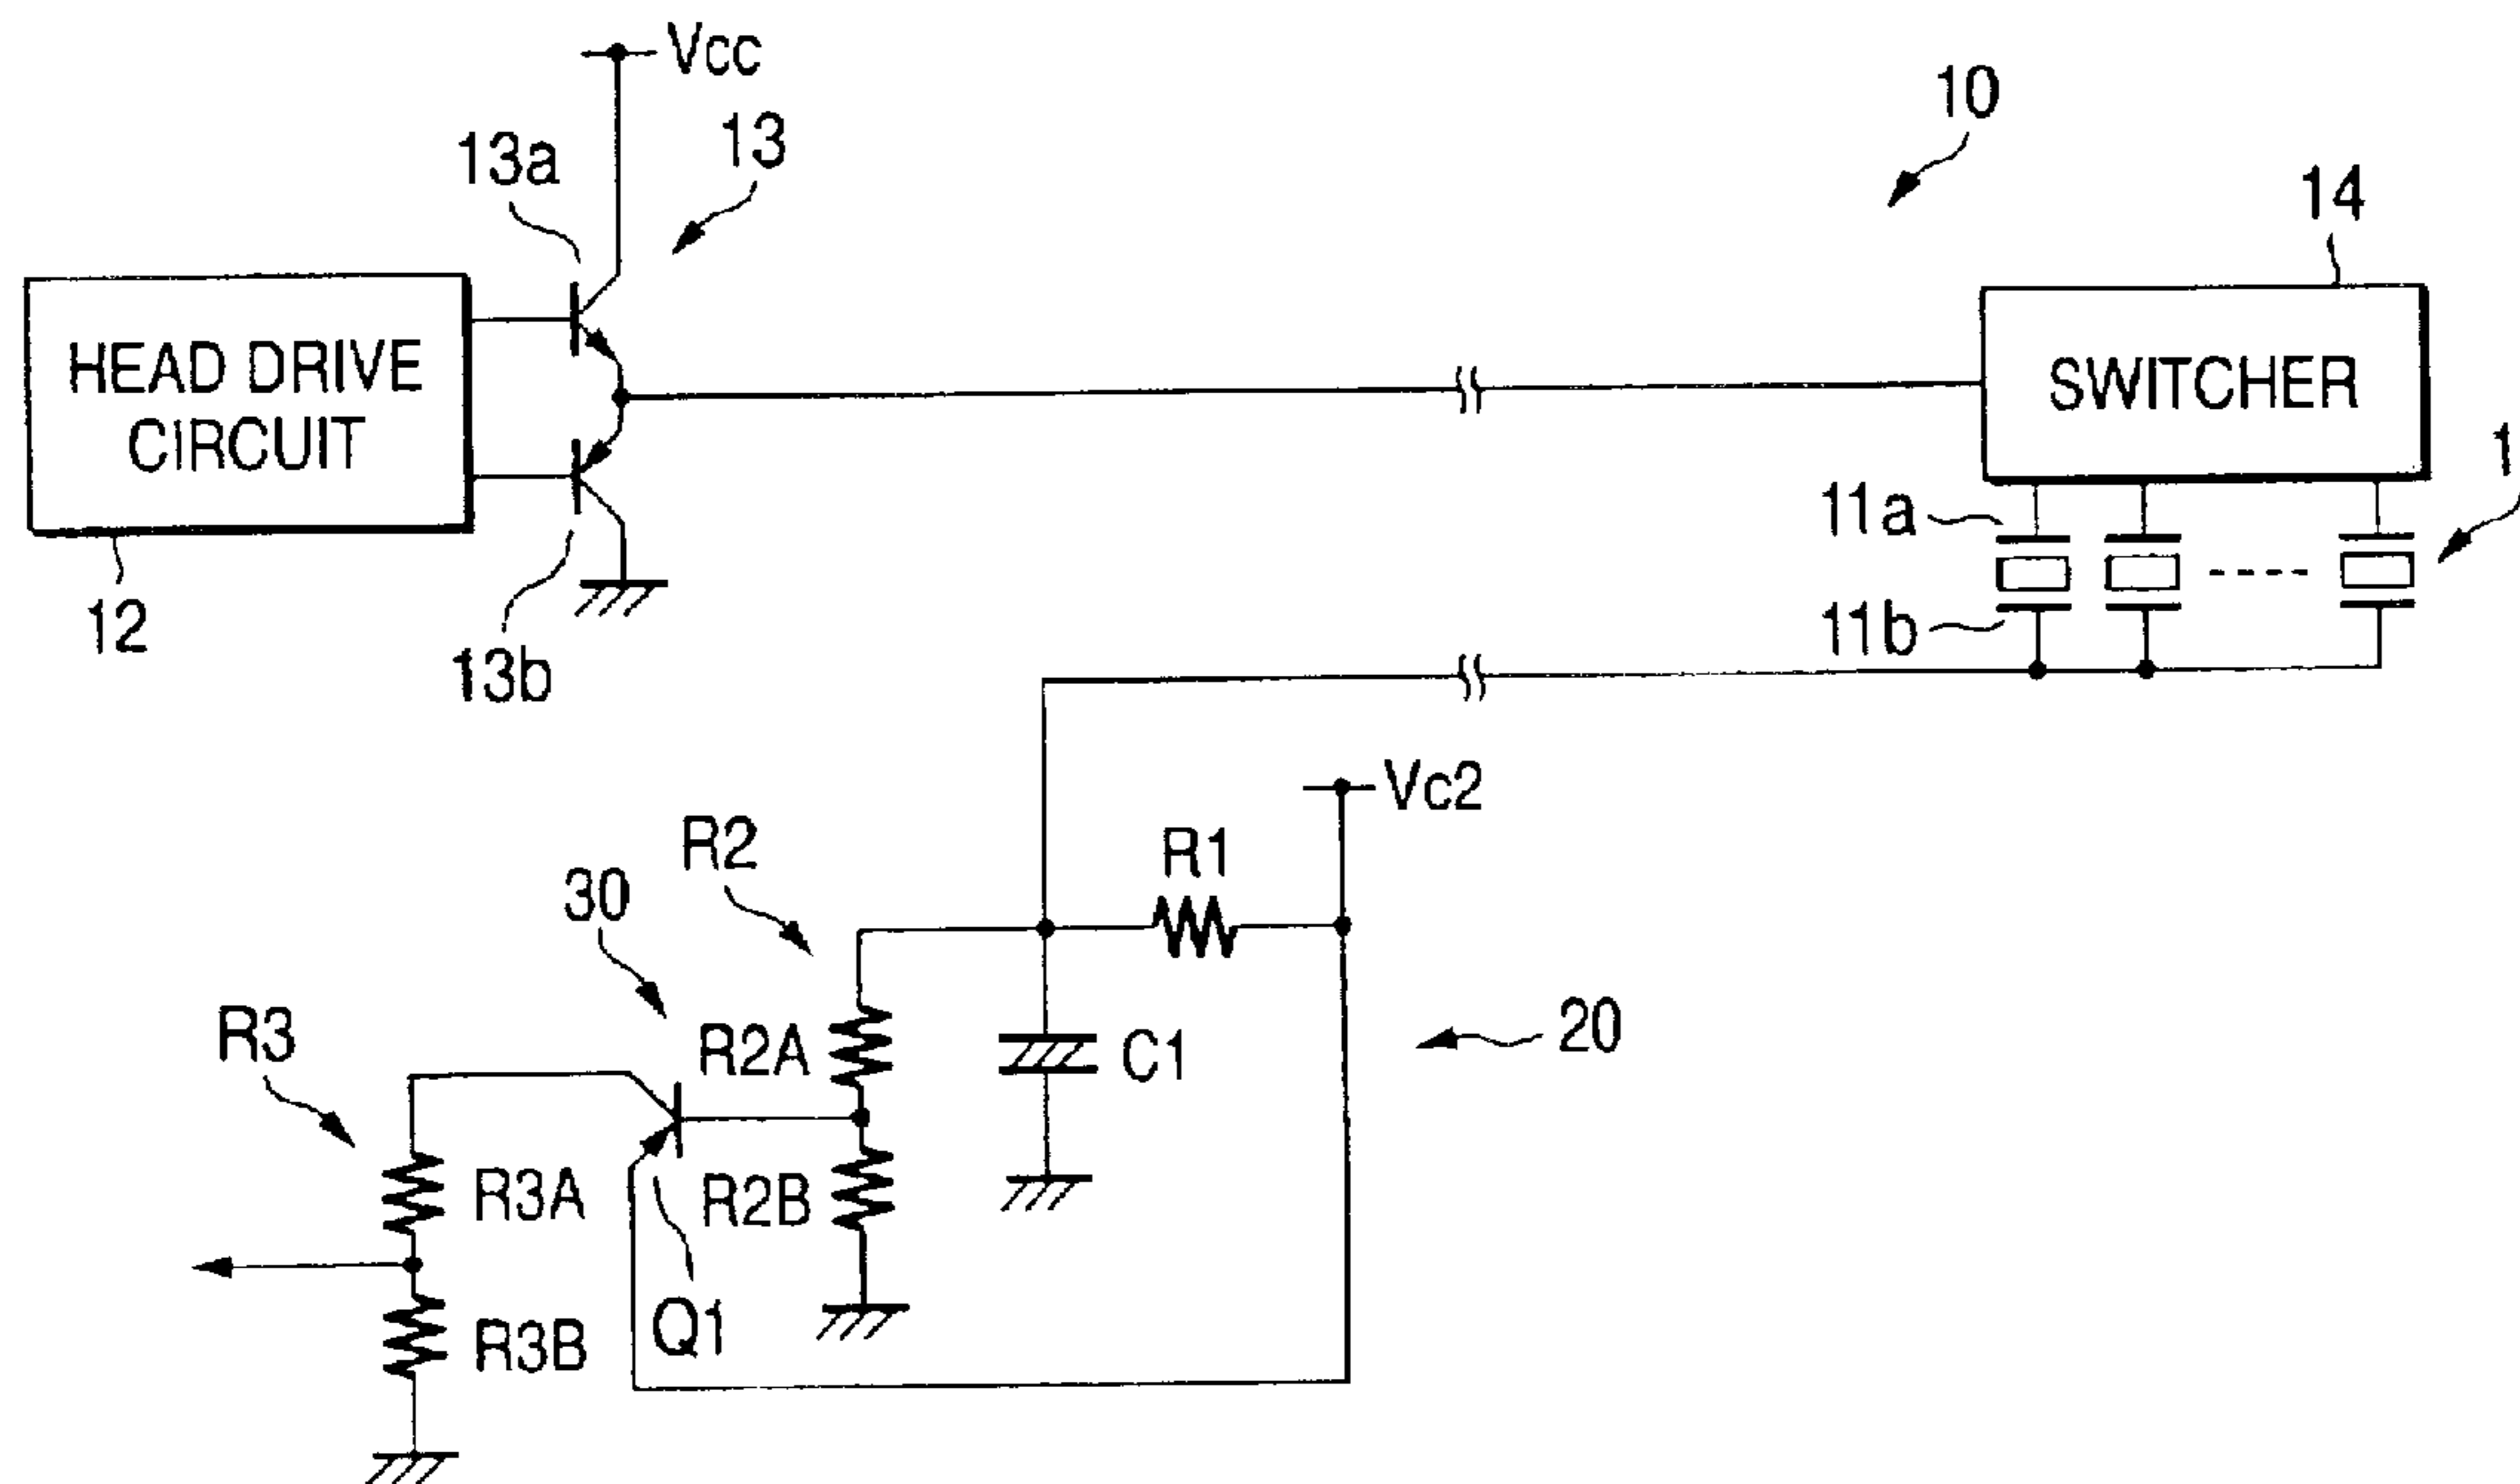 Vcc
10
13
13a
14
HEAD DRIVE
CIRCUIT
SWITCHER
11a
11b
12
13b
Vc2
R1
R2
30
R3
R2A
C1
20
R3A
R2B
Q1
R3B